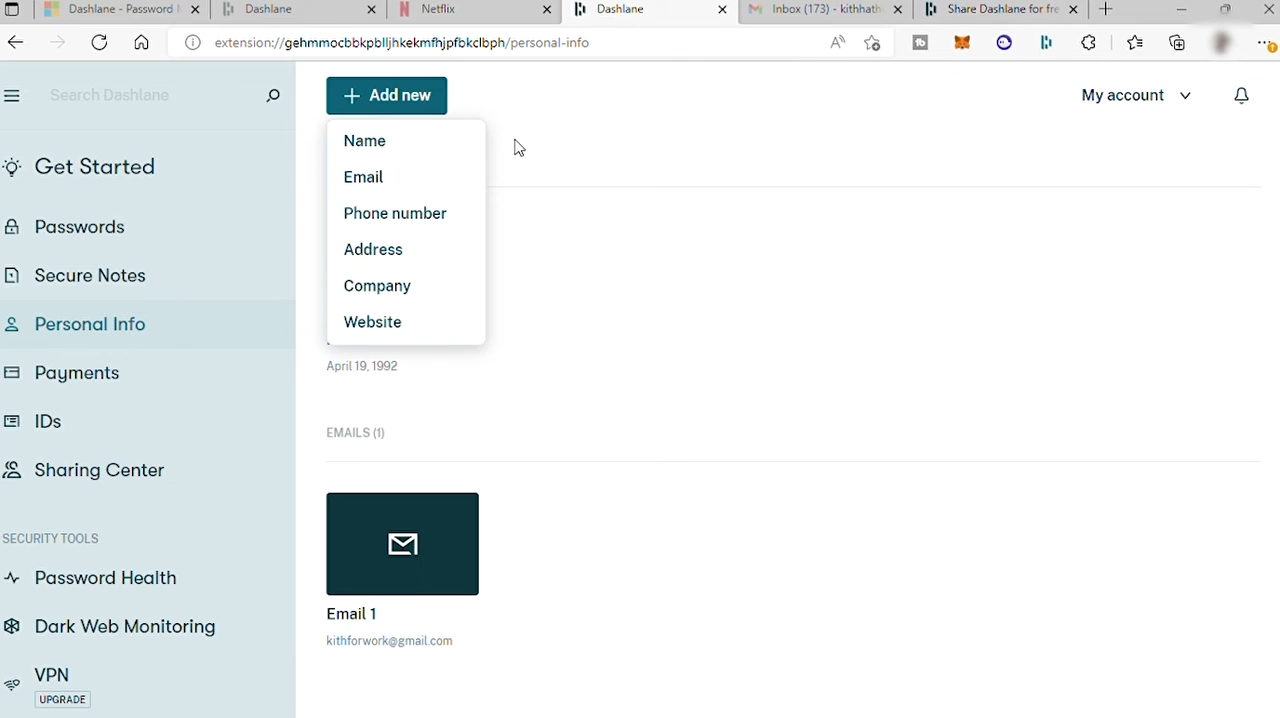 Dashlane - Password M
Dashlane
Netflix
Dashlane
Inbox (173) - kithhath
Share Dashlane for fre
extension://gehmmocbbkpblljhkekmfhjpfbkclbph/personal-info
Search Dashlane
Add new
My account
Name
Email
Phone number
Address
Company
Website
Get Started
Passwords
Secure Notes
Personal Info
Payments
IDs
Sharing Center
SECURITY TOOLS
Password Health
Dark Web Monitoring
VPN
UPGRADE
April 19, 1992
EMAILS (1)
Email 1
kithforwork@gmail.com